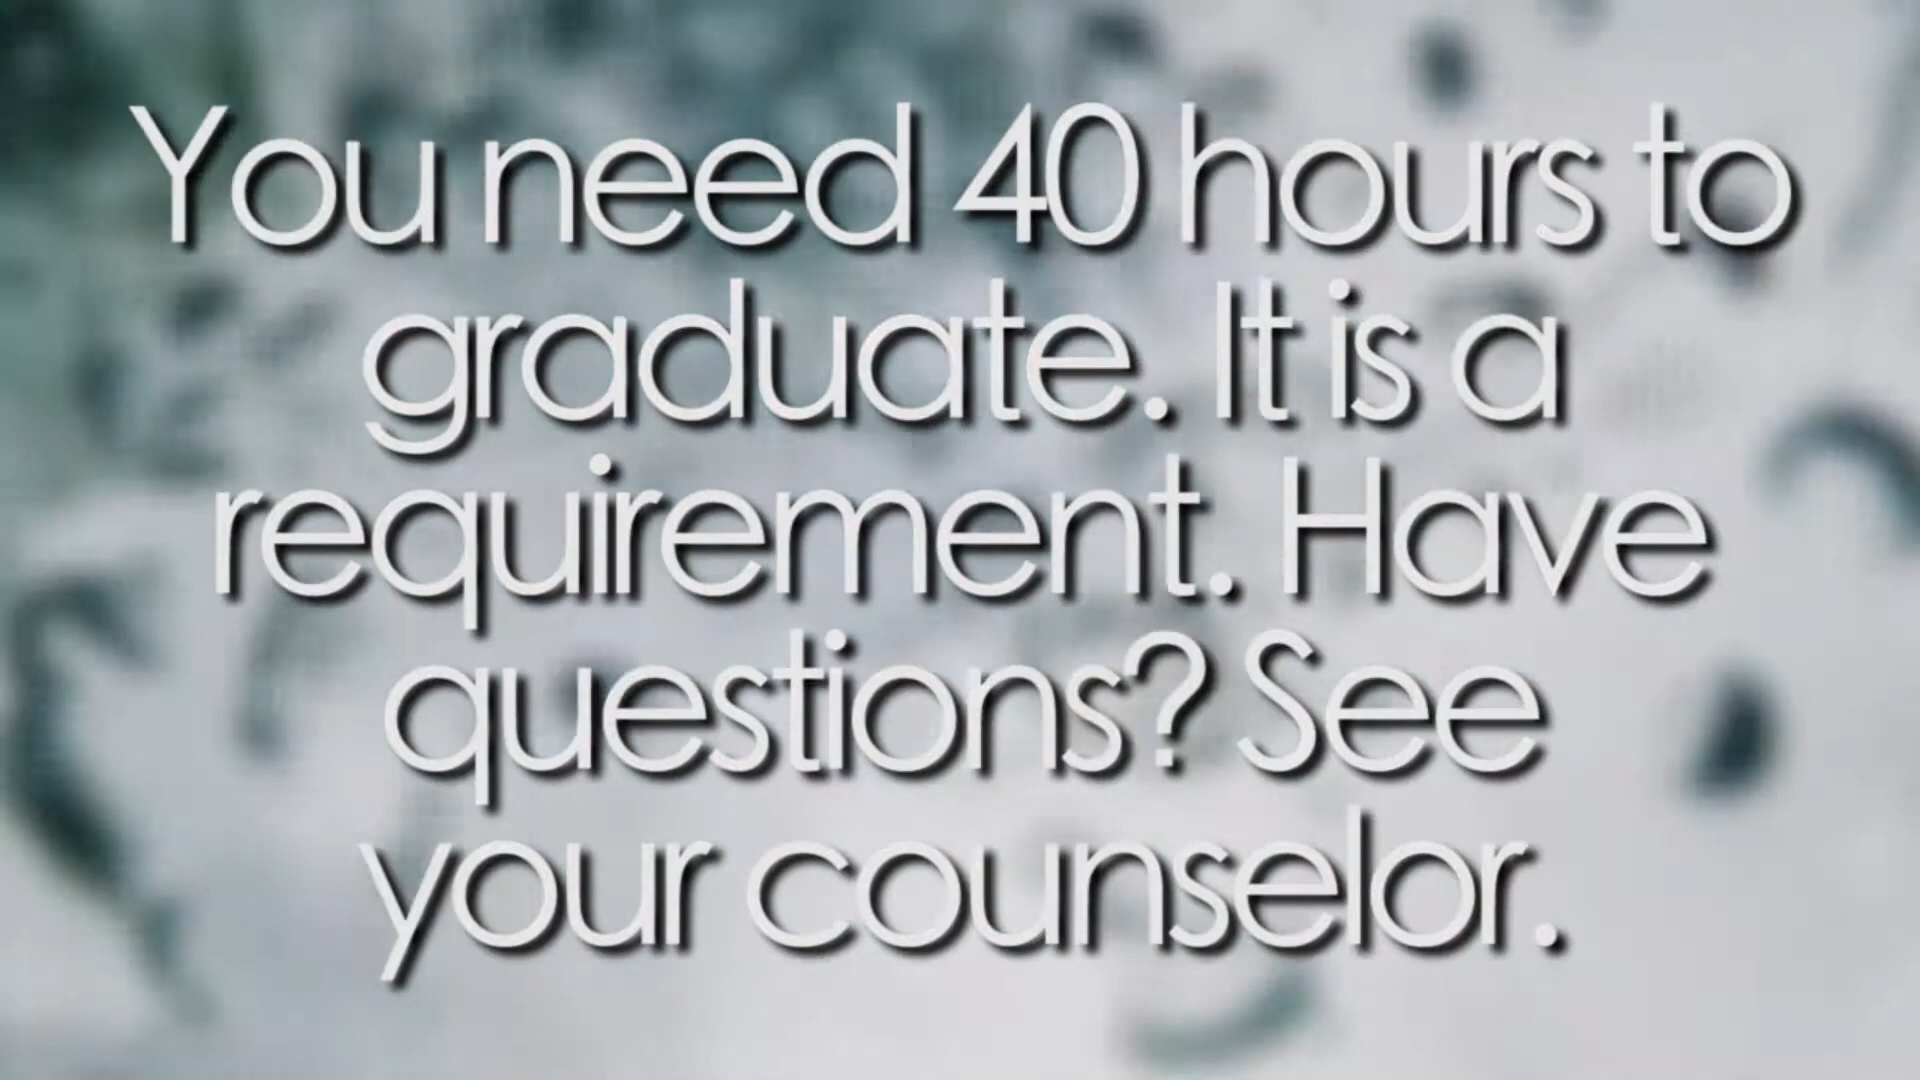 You need 40 hours to
graduate. It is a
requirement. Have
questions? See
your counselor.